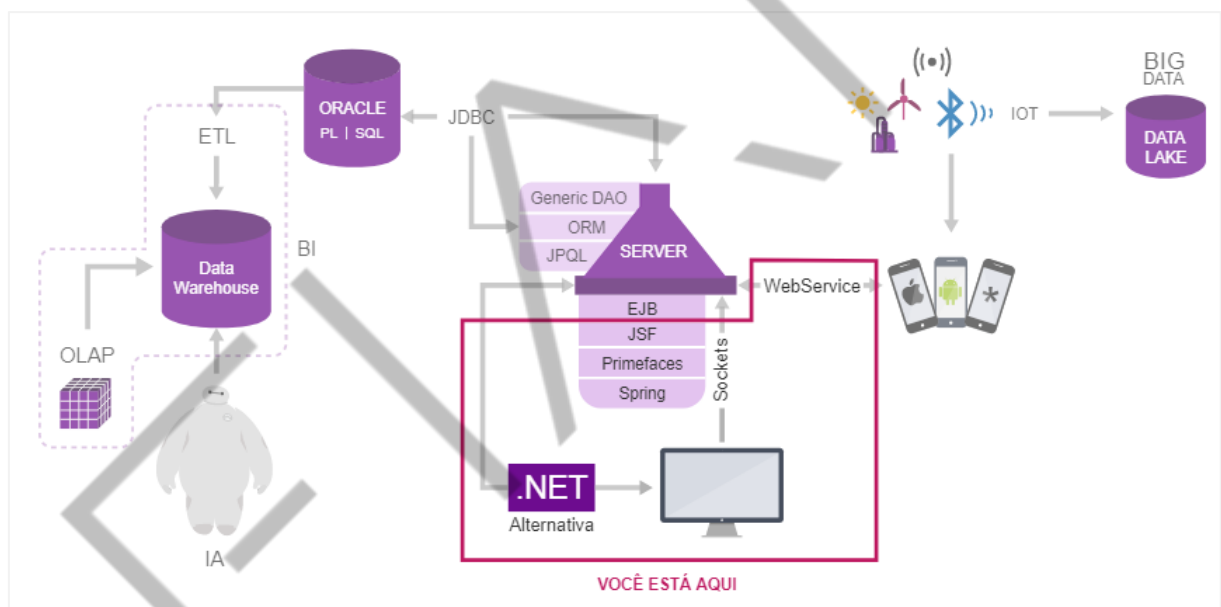 BIG
DATA
ORACLE
PL | SQL
JDBC
IOT
DATA
LAKE
ETL
Generic DAO
ORM
JPQL
SERVER
BI
Data
Warehouse
WebService
EJB
JSF
Primefaces
Spring
Sockets
OLAP
.NET
Alternativa
IA
VOCÊ ESTÁ AQUI